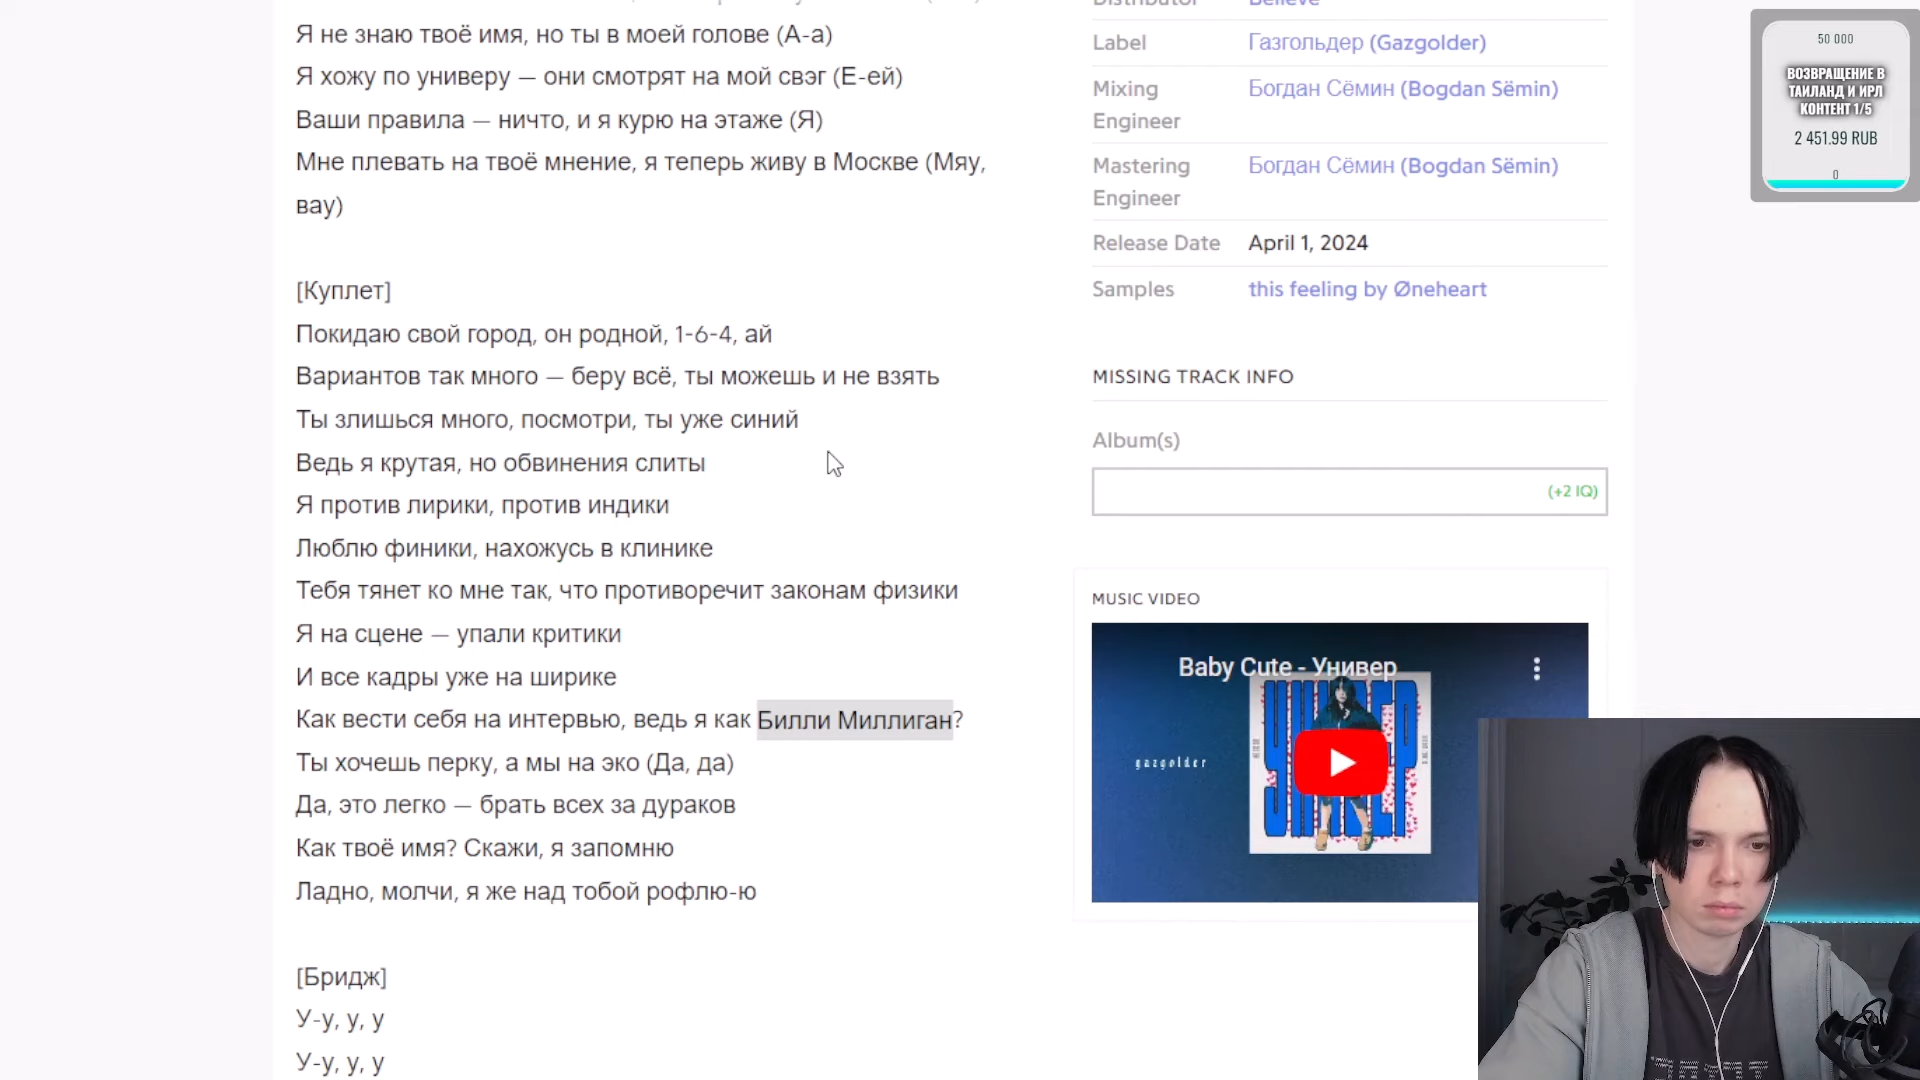 Я не знаю твоё имя, но ты в моей голове (А-а)
Я хожу по универу — они смотрят на мой свэг (Е-ей)
Ваши правила — ничто, и я курю на этаже (Я)
Мне плевать на твоё мнение, я теперь живу в Москве (Мяу,
вау)
[Куплет]
Покидаю свой город, он родной, 1-6-4, ай
Вариантов так много — беру всё, ты можешь и не взять
Ты злишься много, посмотри, ты уже синий
Ведь я крутая, но обвинения слиты
Я против лирики, против индики
Люблю финики, нахожусь в клинике
Тебя тянет ко мне так, что противоречит законам физики
Я на сцене — упали критики
И все кадры уже на ширике
Как вести себя на интервью, ведь я как Билли Миллиган?
Ты хочешь перку, а мы на эко (Да, да)
Да, это легко — брать всех за дураков
Как твоё имя? Скажи, я запомню
Ладно, молчи, я же над тобой рофлю-ю
[Бридж]
У-у, у, у
У-у, у, у
Distributor Believe
Label Газгольдер (Gazgolder)
Mixing Engineer Богдан Сёмин (Bogdan Sëmin)
Mastering Engineer Богдан Сёмин (Bogdan Sëmin)
Release Date April 1, 2024
Samples this feeling by Øneheart
MISSING TRACK INFO
Album(s)
(+2 IQ)
MUSIC VIDEO
Baby Cute - Универ
gazgolder
УНИВЕР
50 000
ВОЗВРАЩЕНИЕ В
ТАИЛАНД И ИРЛ
КОНТЕНТ 1/5
2 451.99 RUB
0